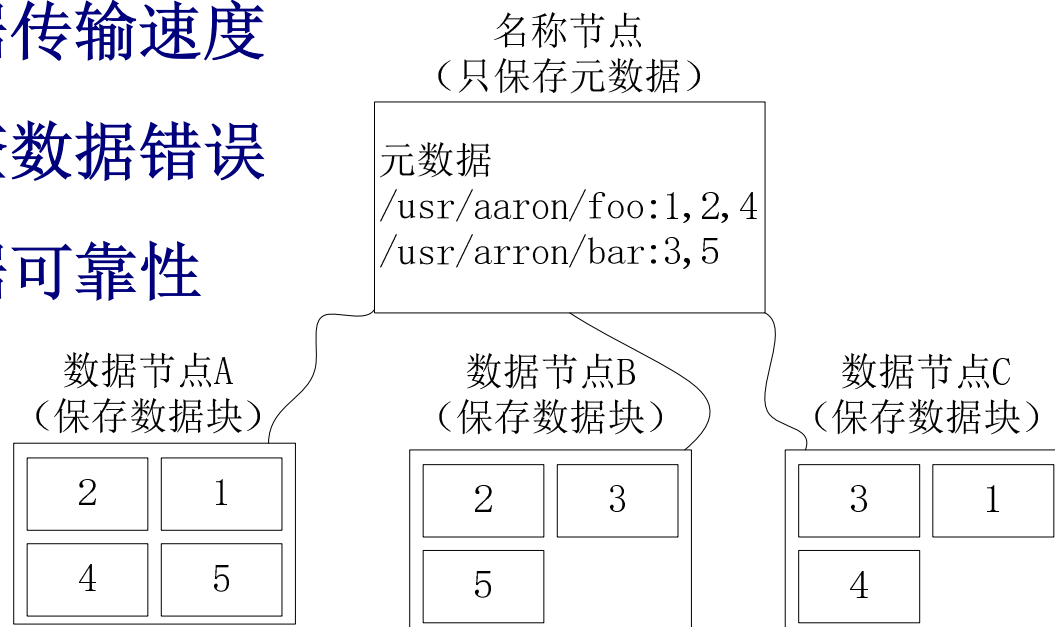 据传输速度
数据错误
据可靠性
名称节点
（只保存元数据）
元数据
/usr/aaron/foo:1,2,4
/usr/arron/bar:3,5
数据节点A
（保存数据块）
2 1
4 5
数据节点B
（保存数据块）
2 3
5
数据节点C
（保存数据块）
3 1
4